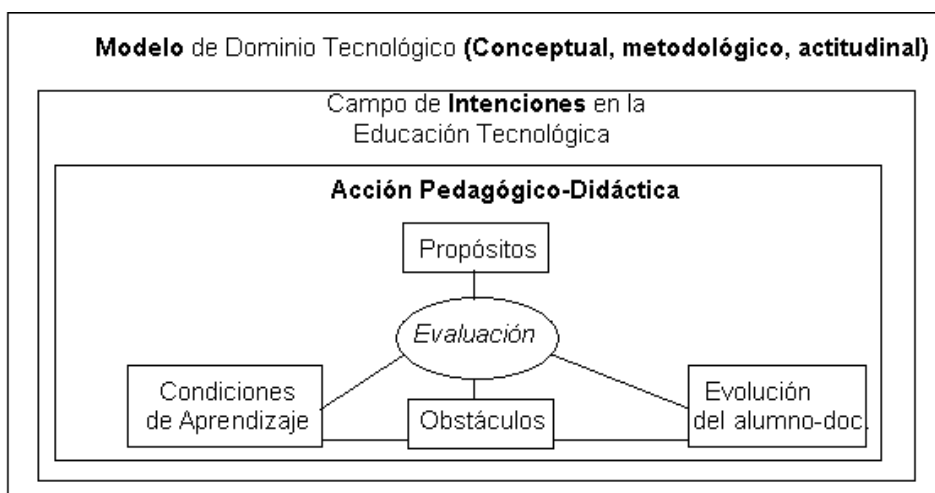 Modelo de Dominio Tecnológico (Conceptual, metodológico, actitudinal)
Campo de Intenciones en la
Educación Tecnológica
Acción Pedagógico-Didáctica
Propósitos
Evaluación
Condiciones
de Aprendizaje
Obstáculos
Evolución
del alumno-doc.